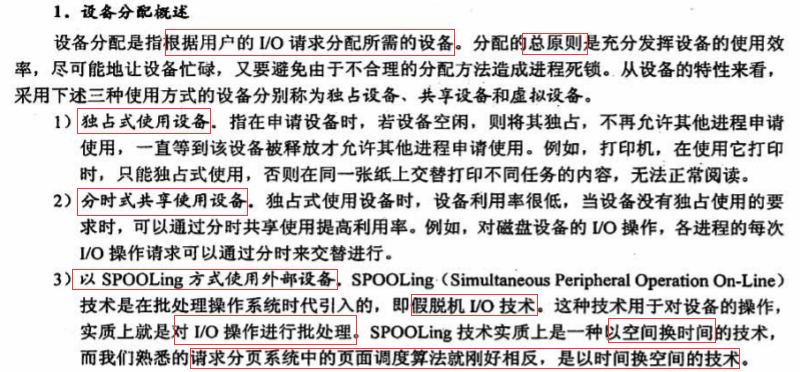 1. 设备分配概述
设备分配是指根据用户的 I/O 请求分配所需的设备。分配的总原则是充分发挥设备的使用效
率，尽可能地让设备忙碌，又要避免由于不合理的分配方法造成进程死锁。从设备的特性来看，
采用下述三种使用方式的设备分别称为独占设备、共享设备和虚拟设备。
1）独占式使用设备．指在申请设备时，若设备空闲，则将其独占，不再允许其他进程申请
使用，一直等到该设备被释放才允许其他进程申请使用。例如，打印机，在使用它打印
时，只能独占式使用，否则在同一张纸上交替打印不同任务的内容，无法正常阅读。
2）分时式共享使用设备．独占式使用设备时，设备利用率很低，当设备没有独占使用的要
求时，可以通过分时共享使用提高利用率。例如，对磁盘设备的 I/O 操作，各进程的每次
I/O 操作请求可以通过分时来交替进行。
3）以 SPOOLing 方式使用外部设备．SPOOLing（Simultaneous Peripheral Operation On-Line）
技术是在批处理操作系统时代引入的，即假脱机 I/O 技术。这种技术用于对设备的操作，
实质上就是对 I/O 操作进行批处理。SPOOLing 技术实质上是一种以空间换时间的技术，
而我们熟悉的请求分页系统中的页面调度算法就刚好相反，是以时间换空间的技术。